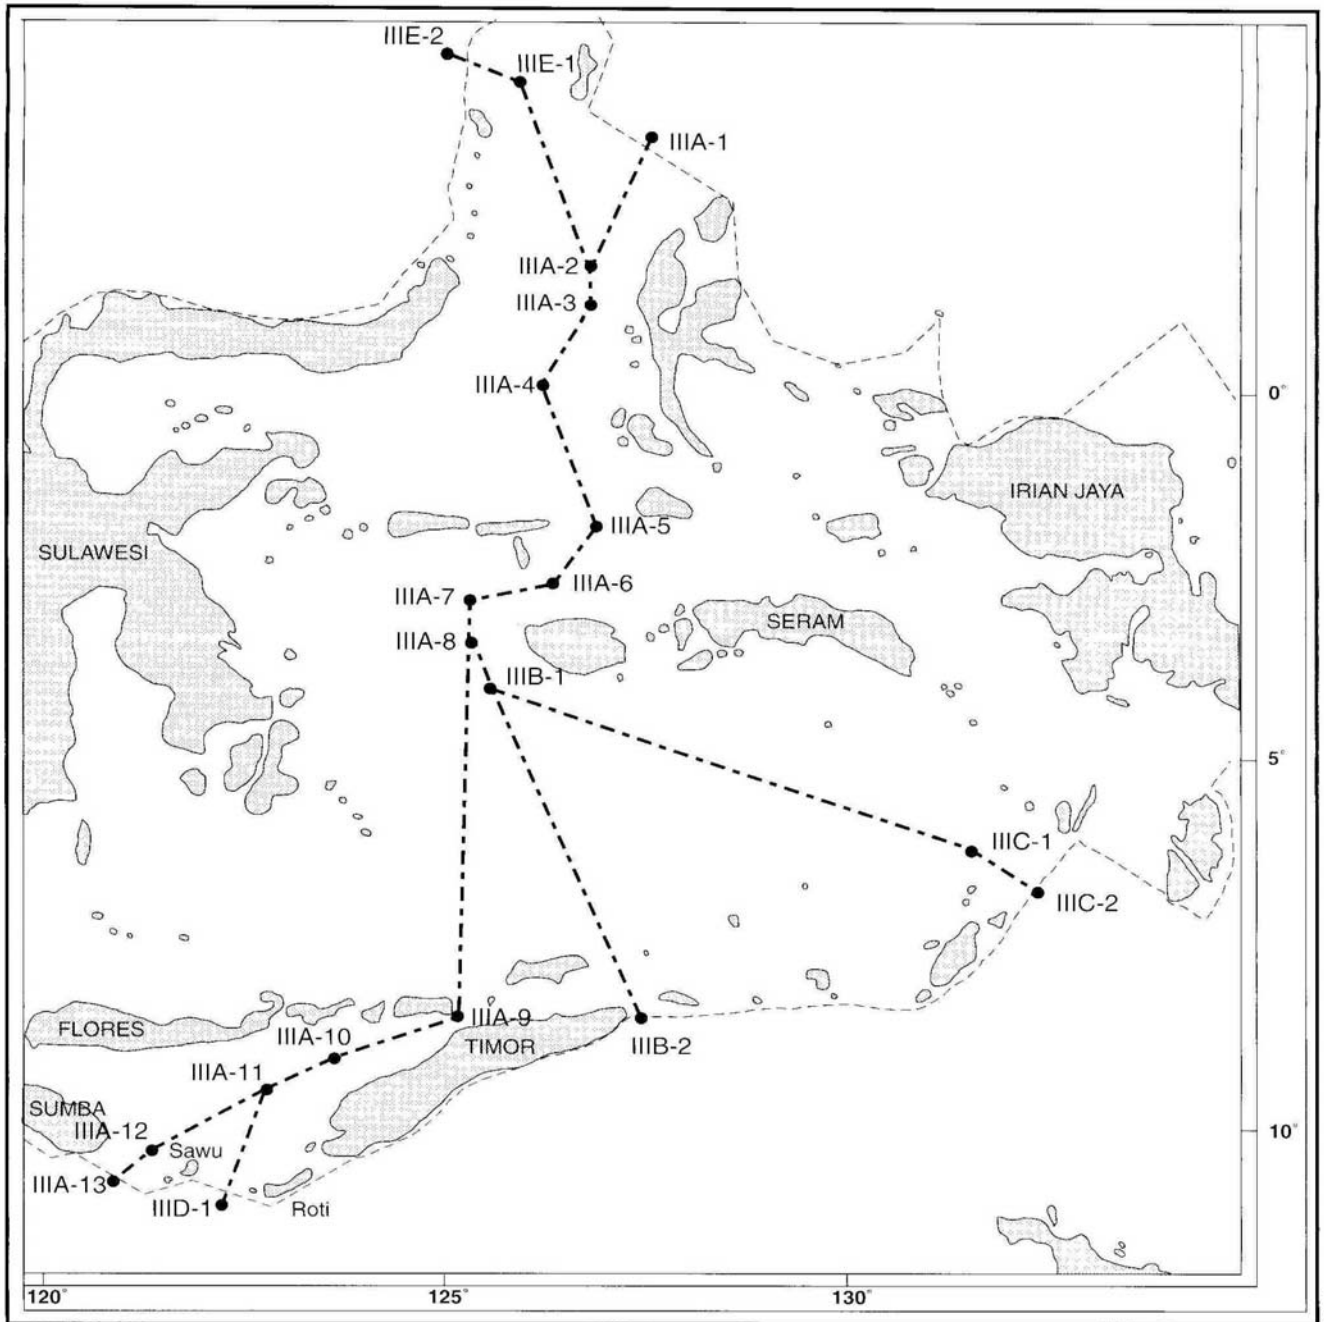 IIIE-2
IIIE-1
IIIA-1
IIIA-2
IIIA-3
IIIA-4
0°
IRIAN JAYA
IIIA-5
SULAWESI
IIIA-6
IIIA-7
SERAM
IIIA-8
IIIB-1
5°
IIIC-1
IIIC-2
IIIA-9
FLORES
IIIA-10
TIMOR
IIIB-2
IIIA-11
SUMBA
IIIA-12
10°
Sawu
IIIA-13
IIID-1
Roti
120°
125°
130°